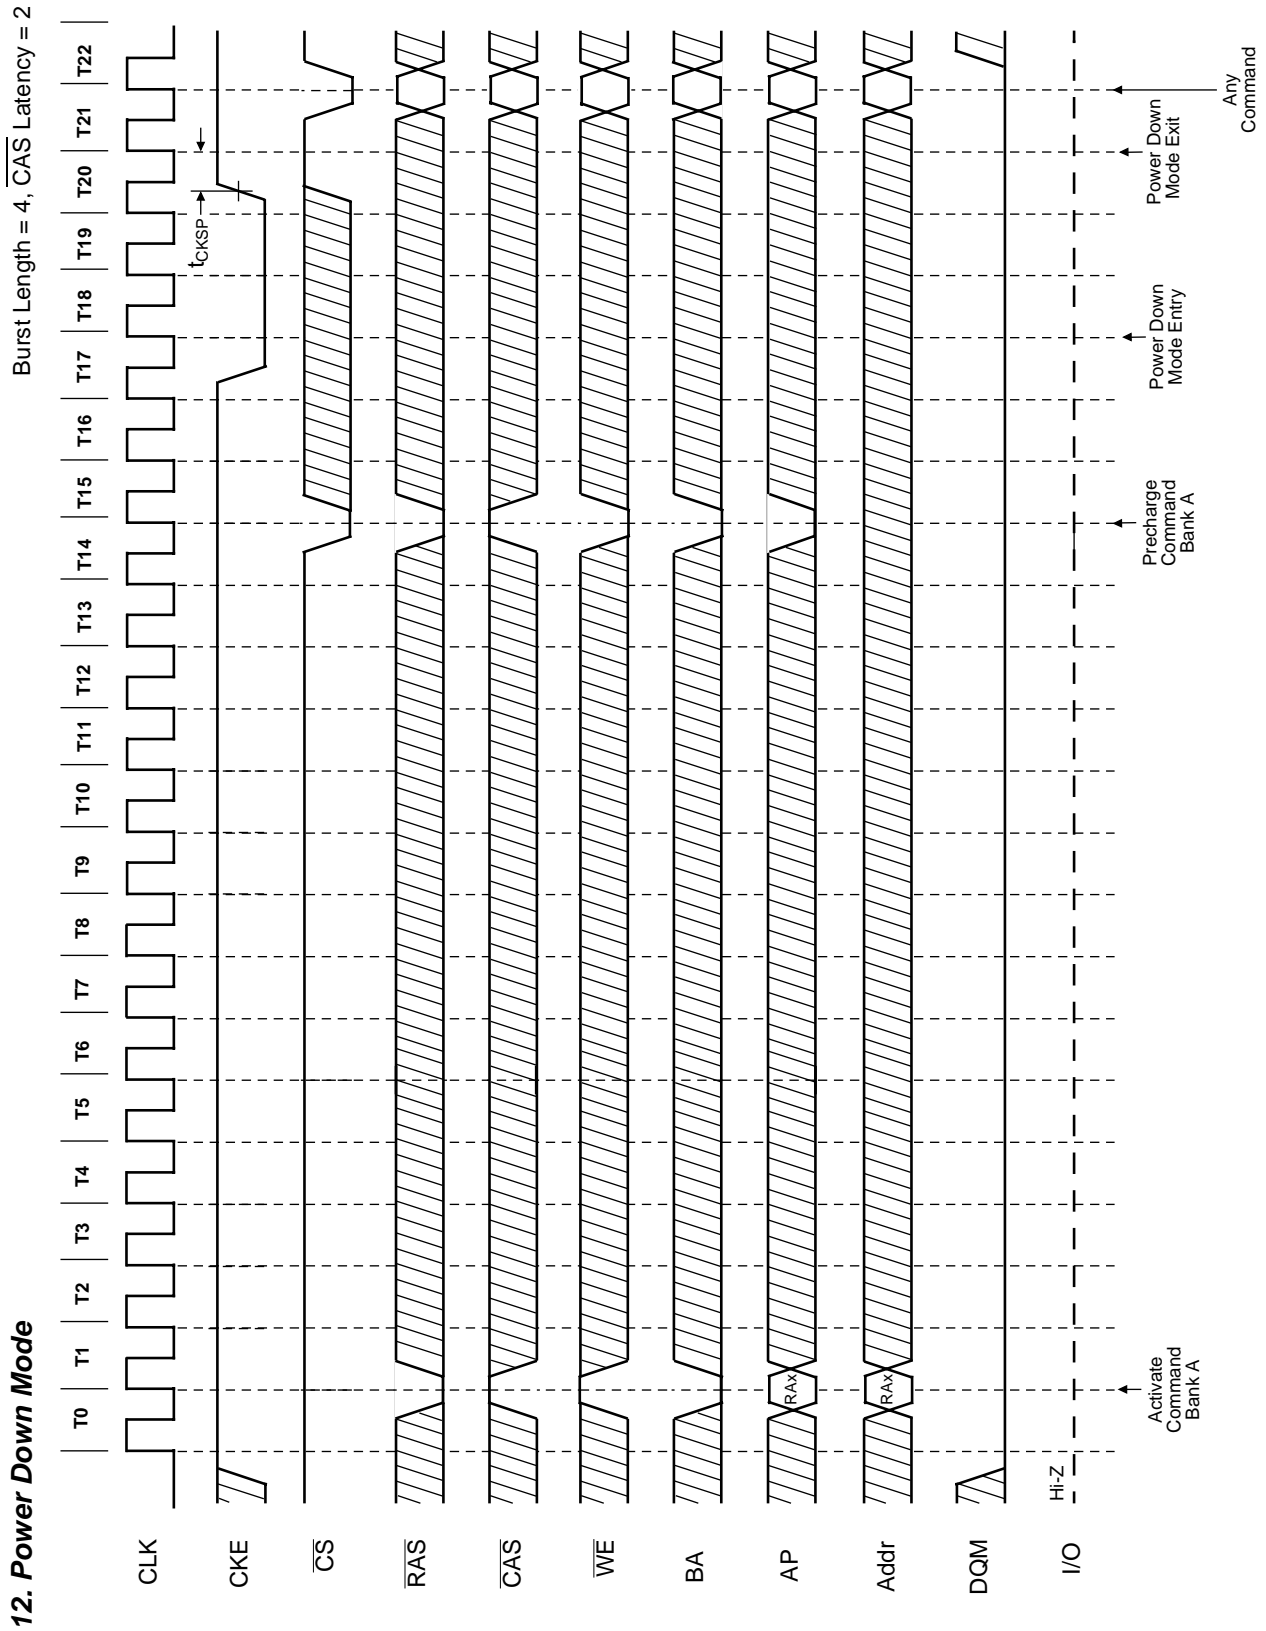 12. Power Down Mode
Burst Length = 4, CAS Latency = 2
T0 T1 T2 T3 T4 T5 T6 T7 T8 T9 T10 T11 T12 T13 T14 T15 T16 T17 T18 T19 T20 T21 T22
CLK
CKE
tCKSP
CS
RAS
CAS
WE
BA
AP
RAx
Addr
RAx
DQM
I/O
Hi-Z
Activate
Command
Bank A
Precharge
Command
Bank A
Power Down
Mode Entry
Power Down
Mode Exit
Any
Command